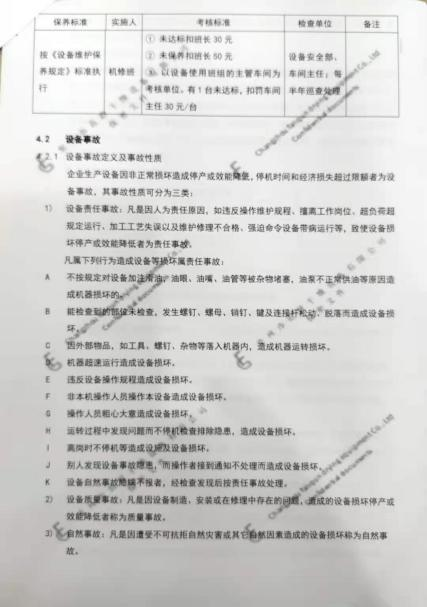 保养标准 实施人 考核标准 检查单位 备注
按《设备维护保养规定》标准执行 机修班 ① 未达标扣班长 30 元
② 未保养扣班长 50 元
③ 以设备使用班组的主管车间为考核单位，有 1 台未达标，扣罚车间主任 30 元/台 设备安全部、车间主任；每半年巡查处理
4.2 设备事故
4.2.1 设备事故定义及事故性质
企业生产设备因非正常损坏造成停产或效能降低，停机时间和经济损失超过限额者为设
备事故，其事故性质可分为三类：
1) 设备责任事故：凡是因人为责任原因，如违反操作维护规程、擅离工作岗位、超负荷超
规定运行、加工工艺失误以及维护修理不合格、强迫命令设备带病运行等，致使设备损
坏停产或效能降低者为责任事故。
凡属下列行为造成设备等损坏属责任事故：
A 不按规定对设备加注滑油，油眼、油嘴、油管等被杂物堵塞，油泵不正常供油等原因造
成机器损坏的。
B 能检查到的部位未检查，发生螺钉、螺母、销钉、键及连接杆松动、脱落而造成设备损
坏。
C 因外部物品，如工具、螺钉、杂物等落入机器内，造成机器运转损坏。
D 机器超速运行造成设备损坏。
E 违反设备操作规程造成设备损坏。
F 非本机操作人员操作本设备造成设备损坏。
G 操作人员粗心大意造成设备损坏。
H 运转过程中发现问题而不停机检查排除隐患，造成设备损坏。
I 离岗时不停机等造成设施及设备损坏。
J 别人发现设备事故隐患，而操作者接到通知不处理而造成设备损坏。
K 设备自然事故隐瞒不报者，经检查发现后按责任事故处理。
2) 设备质量事故：凡是因设备制造、安装或在修理中存在的问题，造成的设备损坏停产或
效能降低者称为质量事故。
3) 自然事故：凡是因遭受不可抗拒自然灾害或其它自然因素造成的设备损坏称为自然事
故。